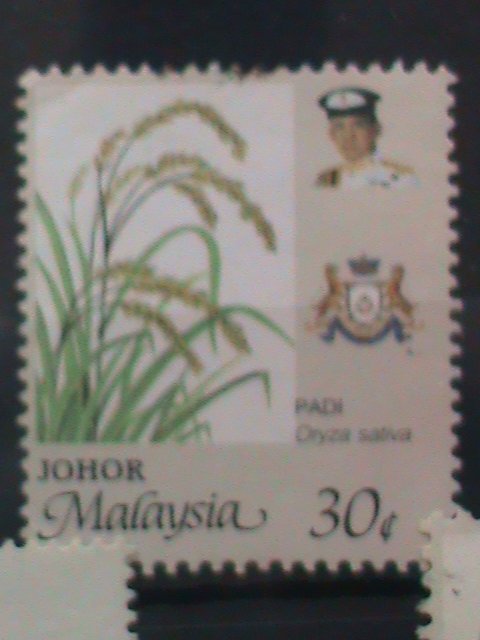 PADI
Oryza sativa
JOHOR
Malaysia 30¢